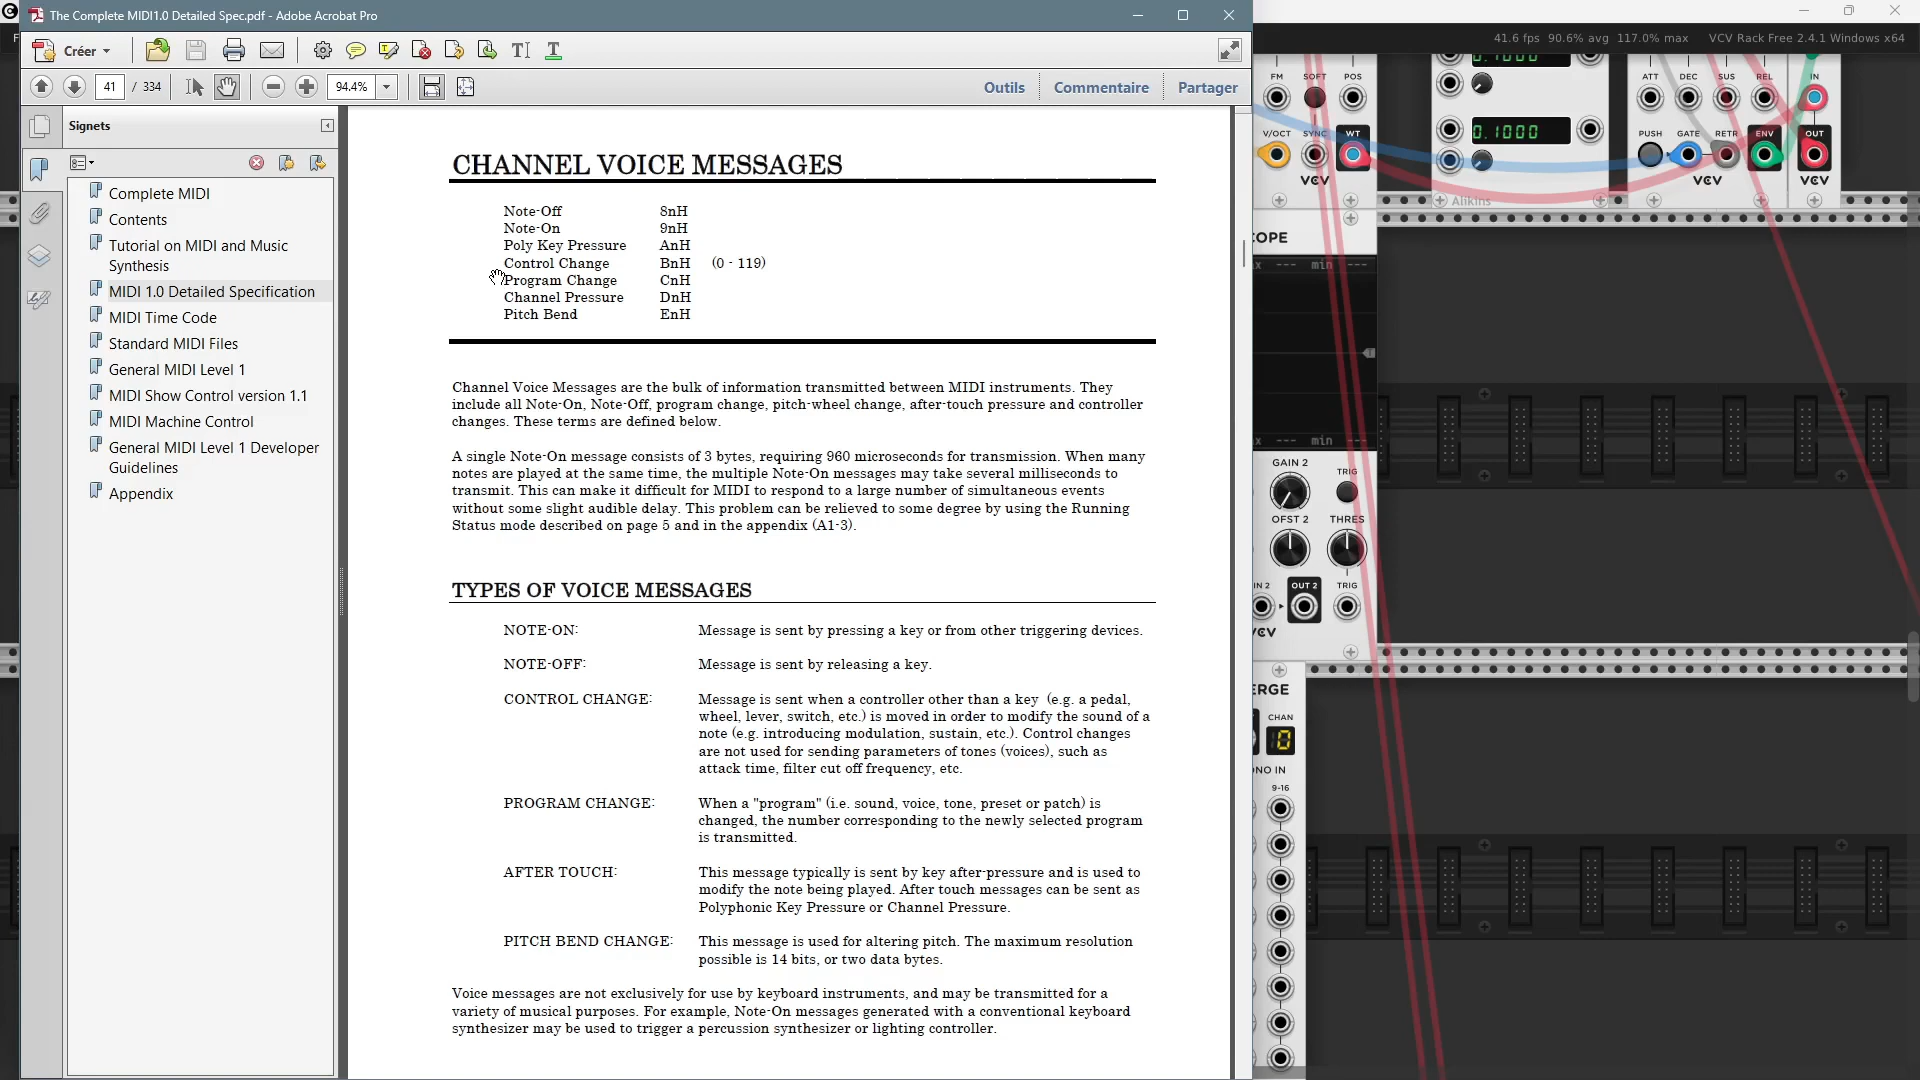 The Complete MIDI1.0 Detailed Spec.pdf - Adobe Acrobat Pro
41.6 fps 90.6% avg 117.0% max VCV Rack Free 2.4.1 Windows x64
Créer
41 / 334
94.4%
Outils
Commentaire
Partager
Signets
Complete MIDI
Contents
Tutorial on MIDI and Music
Synthesis
MIDI 1.0 Detailed Specification
MIDI Time Code
Standard MIDI Files
General MIDI Level 1
MIDI Show Control version 1.1
MIDI Machine Control
General MIDI Level 1 Developer
Guidelines
Appendix
CHANNEL VOICE MESSAGES
Note-Off 8nH
Note-On 9nH
Poly Key Pressure AnH
Control Change BnH (0 - 119)
Program Change CnH
Channel Pressure DnH
Pitch Bend EnH
Channel Voice Messages are the bulk of information transmitted between MIDI instruments. They
include all Note-On, Note-Off, program change, pitch-wheel change, after-touch pressure and controller
changes. These terms are defined below.
A single Note-On message consists of 3 bytes, requiring 960 microseconds for transmission. When many
notes are played at the same time, the multiple Note-On messages may take several milliseconds to
transmit. This can make it difficult for MIDI to respond to a large number of simultaneous events
without some slight audible delay. This problem can be relieved to some degree by using the Running
Status mode described on page 5 and in the appendix (A1-3).
TYPES OF VOICE MESSAGES
NOTE-ON: Message is sent by pressing a key or from other triggering devices.
NOTE-OFF: Message is sent by releasing a key.
CONTROL CHANGE: Message is sent when a controller other than a key (e.g. a pedal,
wheel, lever, switch, etc.) is moved in order to modify the sound of a
note (e.g. introducing modulation, sustain, etc.). Control changes
are not used for sending parameters of tones (voices), such as
attack time, filter cut off frequency, etc.
PROGRAM CHANGE: When a "program" (i.e. sound, voice, tone, preset or patch) is
changed, the number corresponding to the newly selected program
is transmitted.
AFTER TOUCH: This message typically is sent by key after-pressure and is used to
modify the note being played. After touch messages can be sent as
Polyphonic Key Pressure or Channel Pressure.
PITCH BEND CHANGE: This message is used for altering pitch. The maximum resolution
possible is 14 bits, or two data bytes.
Voice messages are not exclusively for use by keyboard instruments, and may be transmitted for a
variety of musical purposes. For example, Note-On messages generated with a conventional keyboard
synthesizer may be used to trigger a percussion synthesizer or lighting controller.
FM SOFT POS
V/OCT SYNC WT
VCV
0.1000
0.1000
Alikins
ATT DEC SUS REL IN
PUSH GATE RETR ENV OUT
VCV VCV
OPE
x --- min ---
x --- min ---
GAIN 2 TRIG
OFST 2 THRES
IN 2 OUT 2 TRIG
VCV
ERGE
CHAN
0
ONO IN
9-16